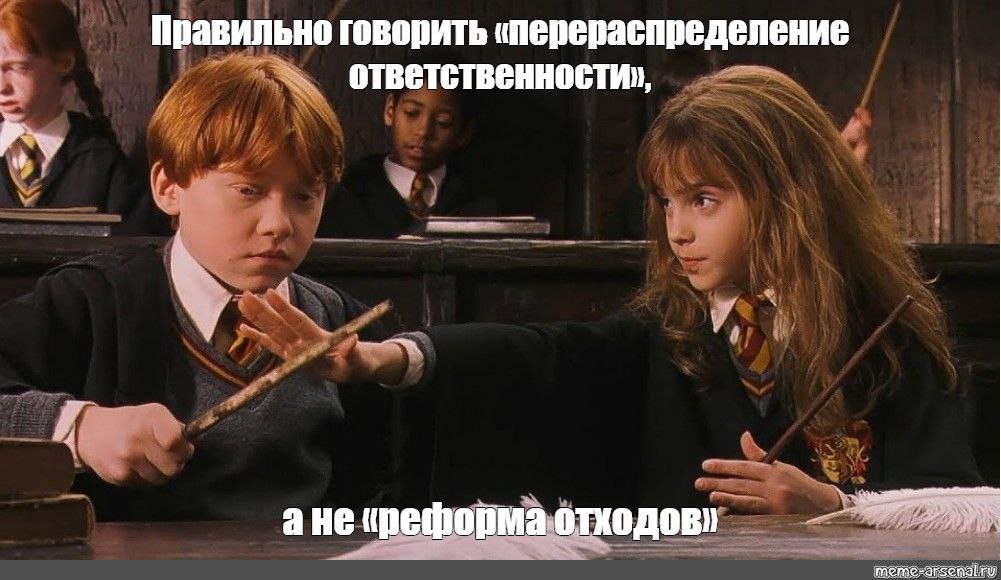 Правильно говорить «перераспределение
ответственности»,
а не «реформа отходов»
meme-arsenal.ru